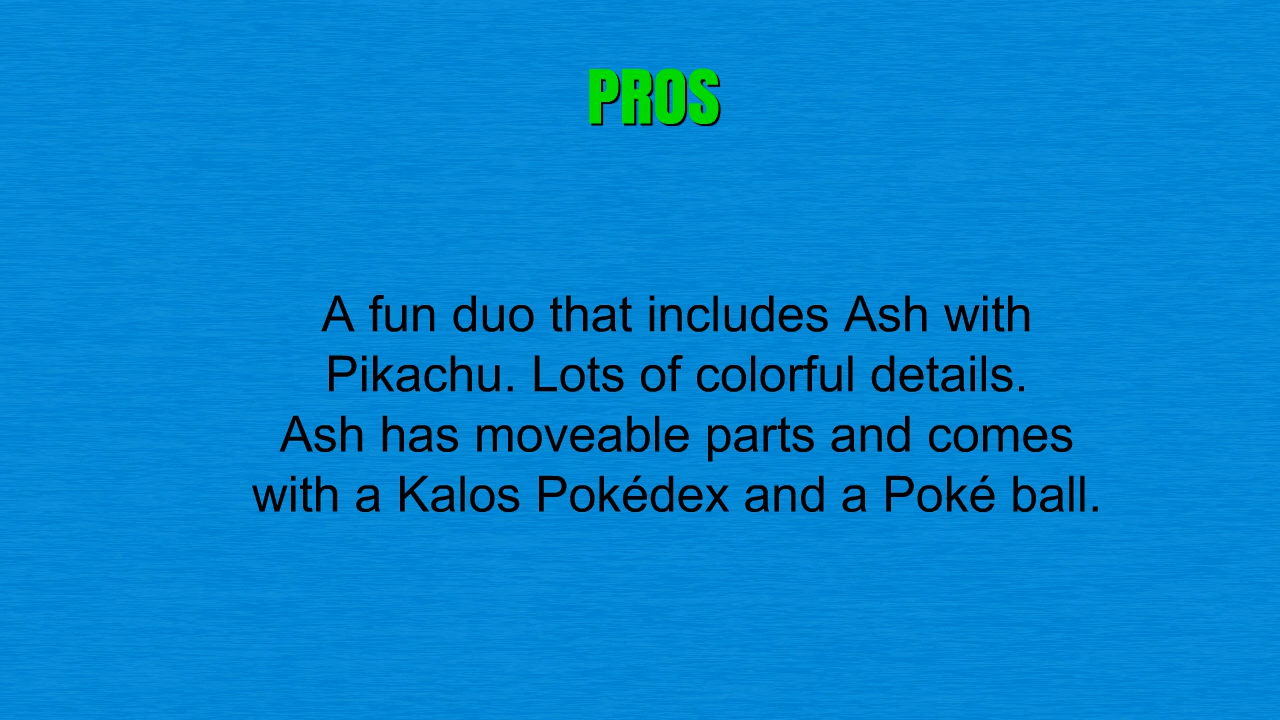 PROS
A fun duo that includes Ash with
Pikachu. Lots of colorful details.
Ash has moveable parts and comes
with a Kalos Pokédex and a Poké ball.